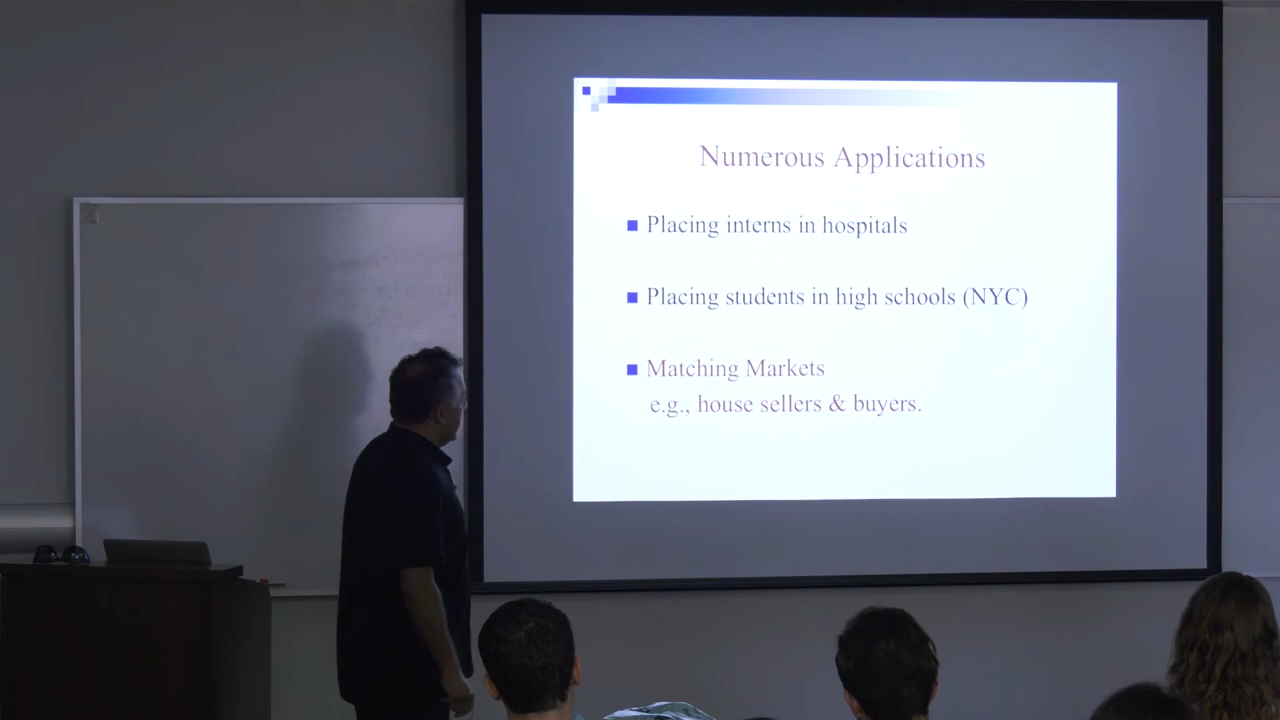 Numerous Applications
Placing interns in hospitals
Placing students in high schools (NYC)
Matching Markets
e.g., house sellers & buyers.